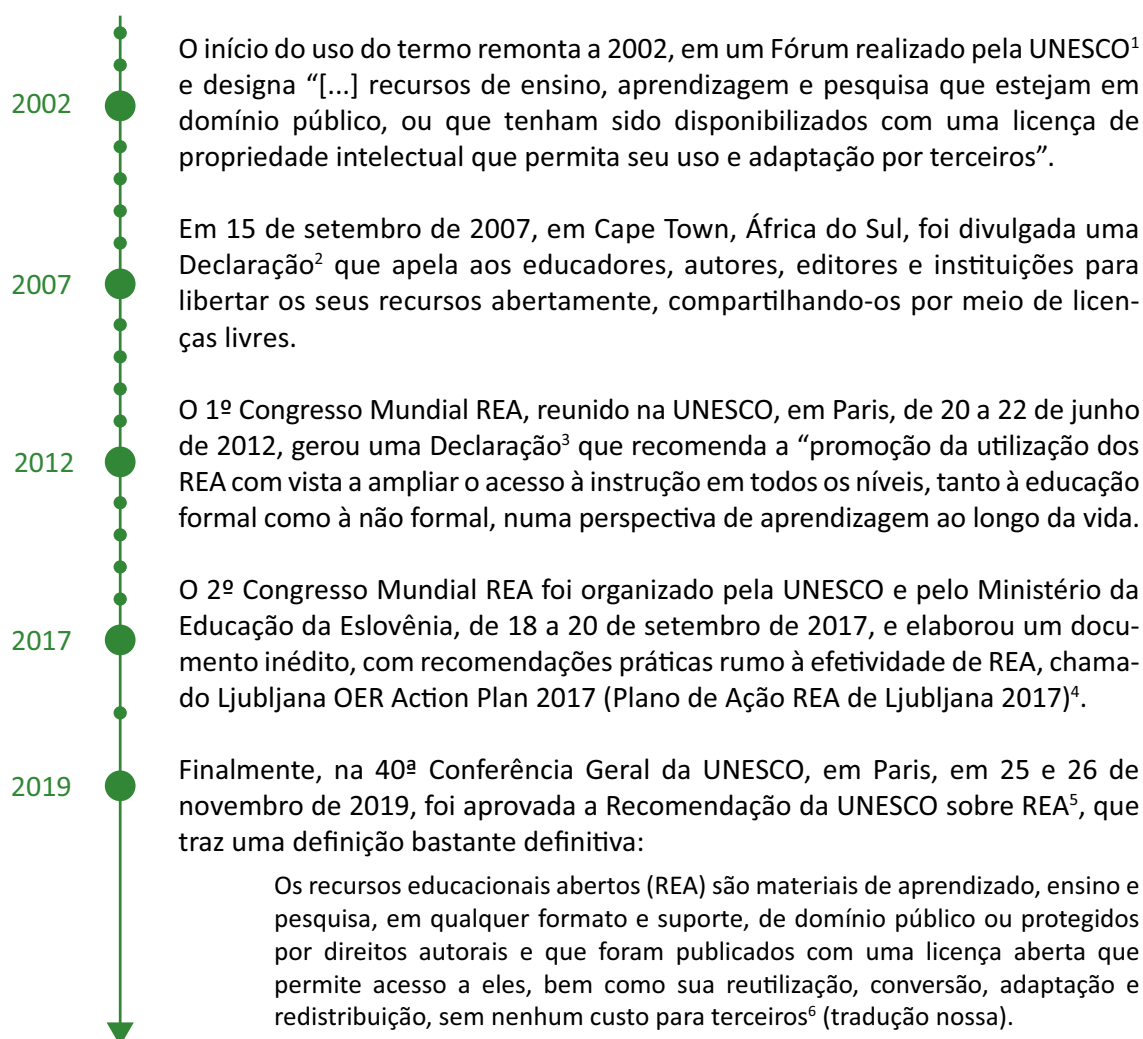 2002
O início do uso do termo remonta a 2002, em um Fórum realizado pela UNESCO¹
e designa “[...] recursos de ensino, aprendizagem e pesquisa que estejam em
domínio público, ou que tenham sido disponibilizados com uma licença de
propriedade intelectual que permita seu uso e adaptação por terceiros”.
2007
Em 15 de setembro de 2007, em Cape Town, África do Sul, foi divulgada uma
Declaração² que apela aos educadores, autores, editores e instituições para
libertar os seus recursos abertamente, compartilhando-os por meio de licen-
ças livres.
2012
O 1º Congresso Mundial REA, reunido na UNESCO, em Paris, de 20 a 22 de junho
de 2012, gerou uma Declaração³ que recomenda a “promoção da utilização dos
REA com vista a ampliar o acesso à instrução em todos os níveis, tanto à educação
formal como à não formal, numa perspectiva de aprendizagem ao longo da vida.
2017
O 2º Congresso Mundial REA foi organizado pela UNESCO e pelo Ministério da
Educação da Eslovênia, de 18 a 20 de setembro de 2017, e elaborou um docu-
mento inédito, com recomendações práticas rumo à efetividade de REA, chama-
do Ljubljana OER Action Plan 2017 (Plano de Ação REA de Ljubljana 2017)⁴.
2019
Finalmente, na 40ª Conferência Geral da UNESCO, em Paris, em 25 e 26 de
novembro de 2019, foi aprovada a Recomendação da UNESCO sobre REA⁵, que
traz uma definição bastante definitiva:
Os recursos educacionais abertos (REA) são materiais de aprendizado, ensino e
pesquisa, em qualquer formato e suporte, de domínio público ou protegidos
por direitos autorais e que foram publicados com uma licença aberta que
permite acesso a eles, bem como sua reutilização, conversão, adaptação e
redistribuição, sem nenhum custo para terceiros⁶ (tradução nossa).